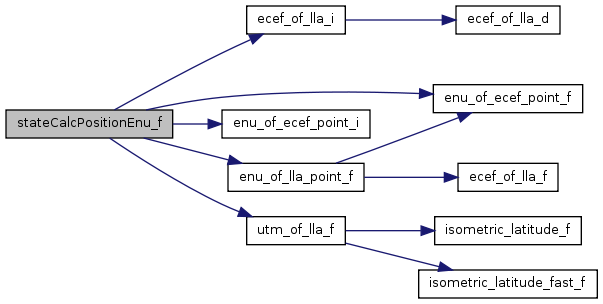 ecef_of_lla_i
ecef_of_lla_d
enu_of_ecef_point_f
stateCalcPositionEnu_f
enu_of_ecef_point_i
enu_of_lla_point_f
ecef_of_lla_f
utm_of_lla_f
isometric_latitude_f
isometric_latitude_fast_f